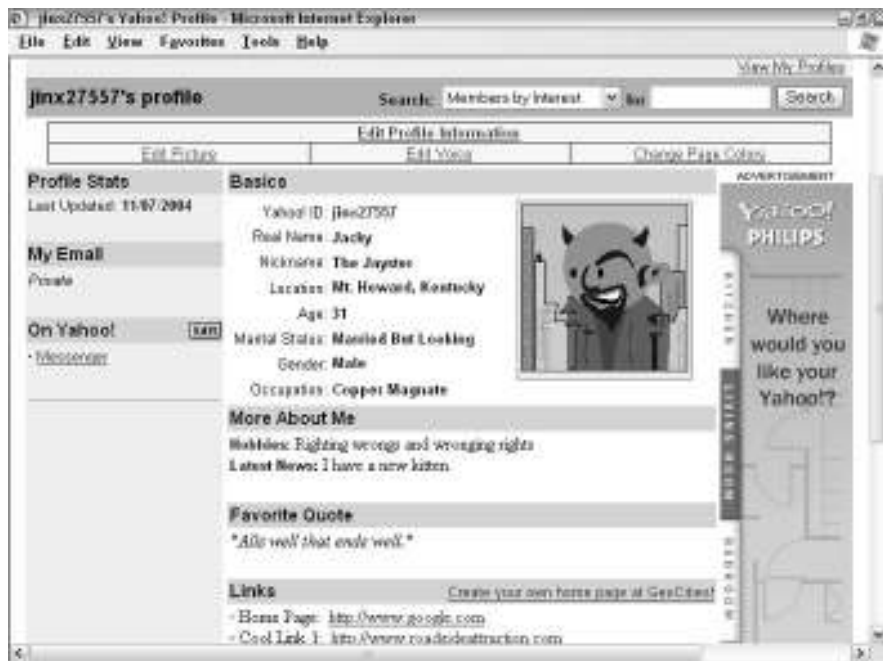 jinx27557's Yahoo! Profile - Microsoft Internet Explorer
File Edit View Favorites Tools Help
View My Profiles
jinx27557's profile
Search: Members by Interest for Search
Edit Profile Information
Edit Picture Edit Voice Change Page Colors
Profile Stats
Last Updated: 11/07/2004
My Email
Private
On Yahoo!
· Messenger
Basics
Yahoo! ID: jinx27557
Real Name: Jacky
Nickname: The Jayster
Location: Mt. Howard, Kentucky
Age: 31
Marital Status: Married But Looking
Gender: Male
Occupation: Copper Magnate
More About Me
Hobbies: Righting wrongs and wronging rights
Latest News: I have a new kitten.
Favorite Quote
"Alls well that ends well."
Links
Create your own home page at GeoCities!
- Home Page: http://www.google.com
- Cool Link 1: http://www.roadsideattraction.com
ADVERTISEMENT
YAHOO!
PHILIPS
KITCHEN
LIVING ROOM
BEDROOM
Where
would you
like your
Yahoo!?